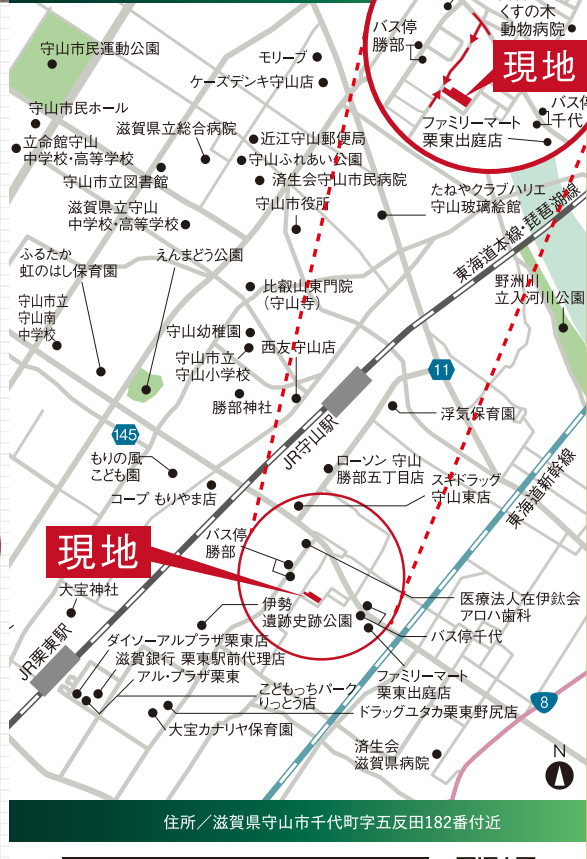 くすの木
動物病院
バス停
勝部
現地
バス停
千代
ファミリーマート
栗東出庭店
守山市民運動公園
モリーブ
ケーズデンキ守山店
守山市民ホール
立命館守山
中学校・高等学校
滋賀県立総合病院
近江守山郵便局
守山ふれあい公園
守山市立図書館
済生会守山市民病院
滋賀県立守山
中学校・高等学校
守山市役所
たねやクラブハリエ
守山玻璃絵館
東海道本線・琵琶湖線
ふるたか
虹のはし保育園
えんまどう公園
野洲川
立入河川公園
比叡山東門院
（守山寺）
守山市立
守山南
中学校
守山幼稚園
守山市立
守山小学校
西友守山店
勝部神社
11
浮気保育園
145
JR守山駅
もりの風
こども園
コープ もりやま店
ローソン 守山
勝部五丁目店
スギドラッグ
守山東店
東海道新幹線
バス停
勝部
現地
大宝神社
伊勢
遺跡史跡公園
医療法人在伊鈦会
アロハ歯科
バス停千代
JR栗東駅
ダイソーアルプラザ栗東店
滋賀銀行 栗東駅前代理店
アル・プラザ栗東
ファミリーマート
栗東出庭店
こどもっちパーク
りっとう店
ドラッグユタカ栗東野尻店
大宝カナリヤ保育園
8
済生会
滋賀県病院
N
住所／滋賀県守山市千代町字五反田182番付近